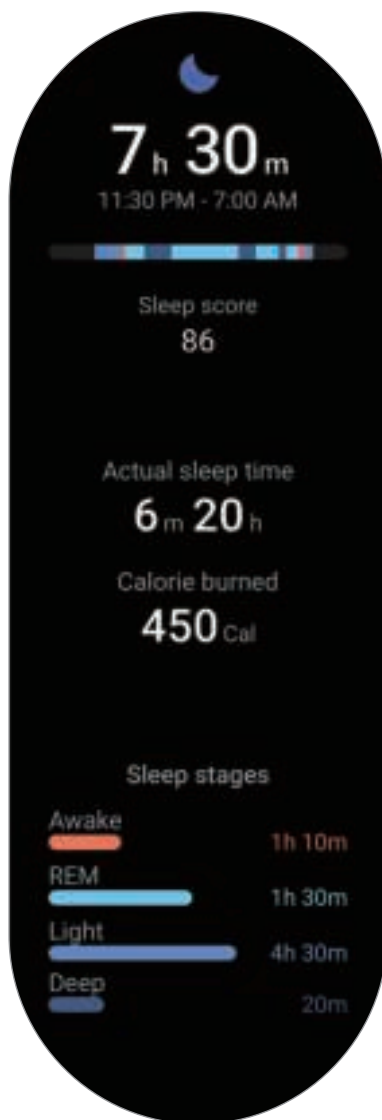 7h 30m
11:30 PM - 7:00 AM
Sleep score
86
Actual sleep time
6m 20h
Calorie burned
450 Cal
Sleep stages
Awake
1h 10m
REM
1h 30m
Light
4h 30m
Deep
20m